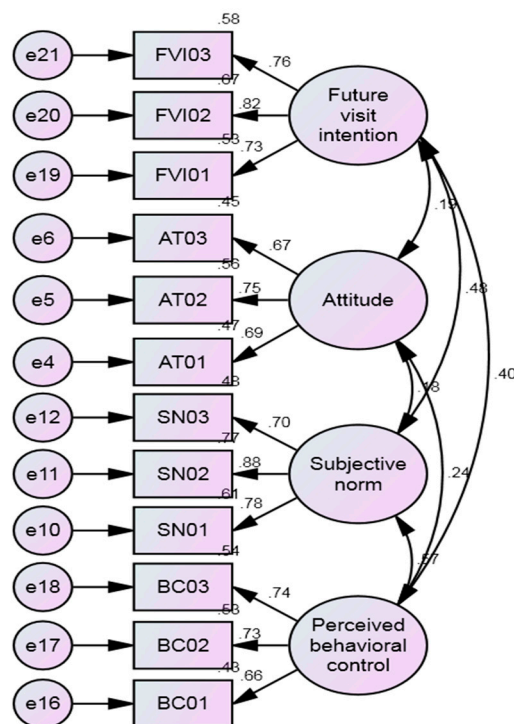 .58
e21
FVI03
.76
.67
e20
FVI02
.82
Future
visit
intention
.53
e19
FVI01
.73
.45
.19
e6
AT03
.67
.56
e5
AT02
.75
Attitude
.48
.47
e4
AT01
.69
.40
.48
.18
e12
SN03
.70
.77
e11
SN02
.88
Subjective
norm
.24
.61
e10
SN01
.78
.54
.57
e18
BC03
.74
.53
e17
BC02
.73
Perceived
behavioral
control
.43
e16
BC01
.66